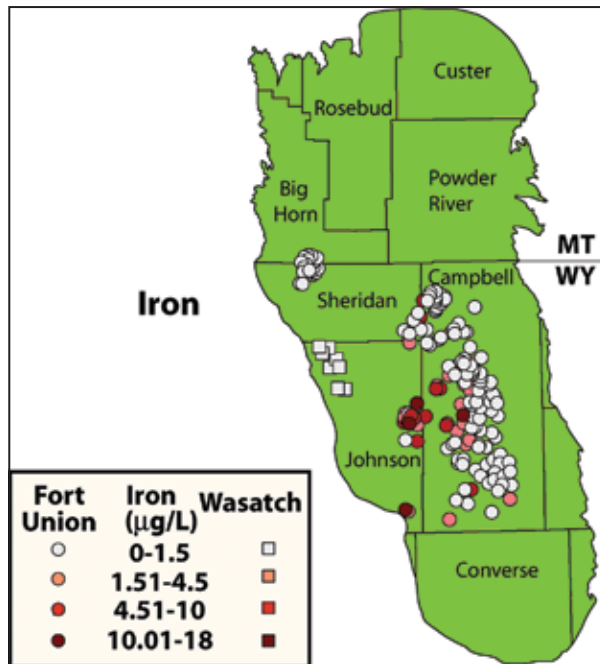 Custer
Rosebud
Big
Horn
Powder
River
MT
WY
Campbell
Sheridan
Iron
Johnson
Converse
Fort Iron Wasatch
Union (µg/L)
0-1.5
1.51-4.5
4.51-10
10.01-18